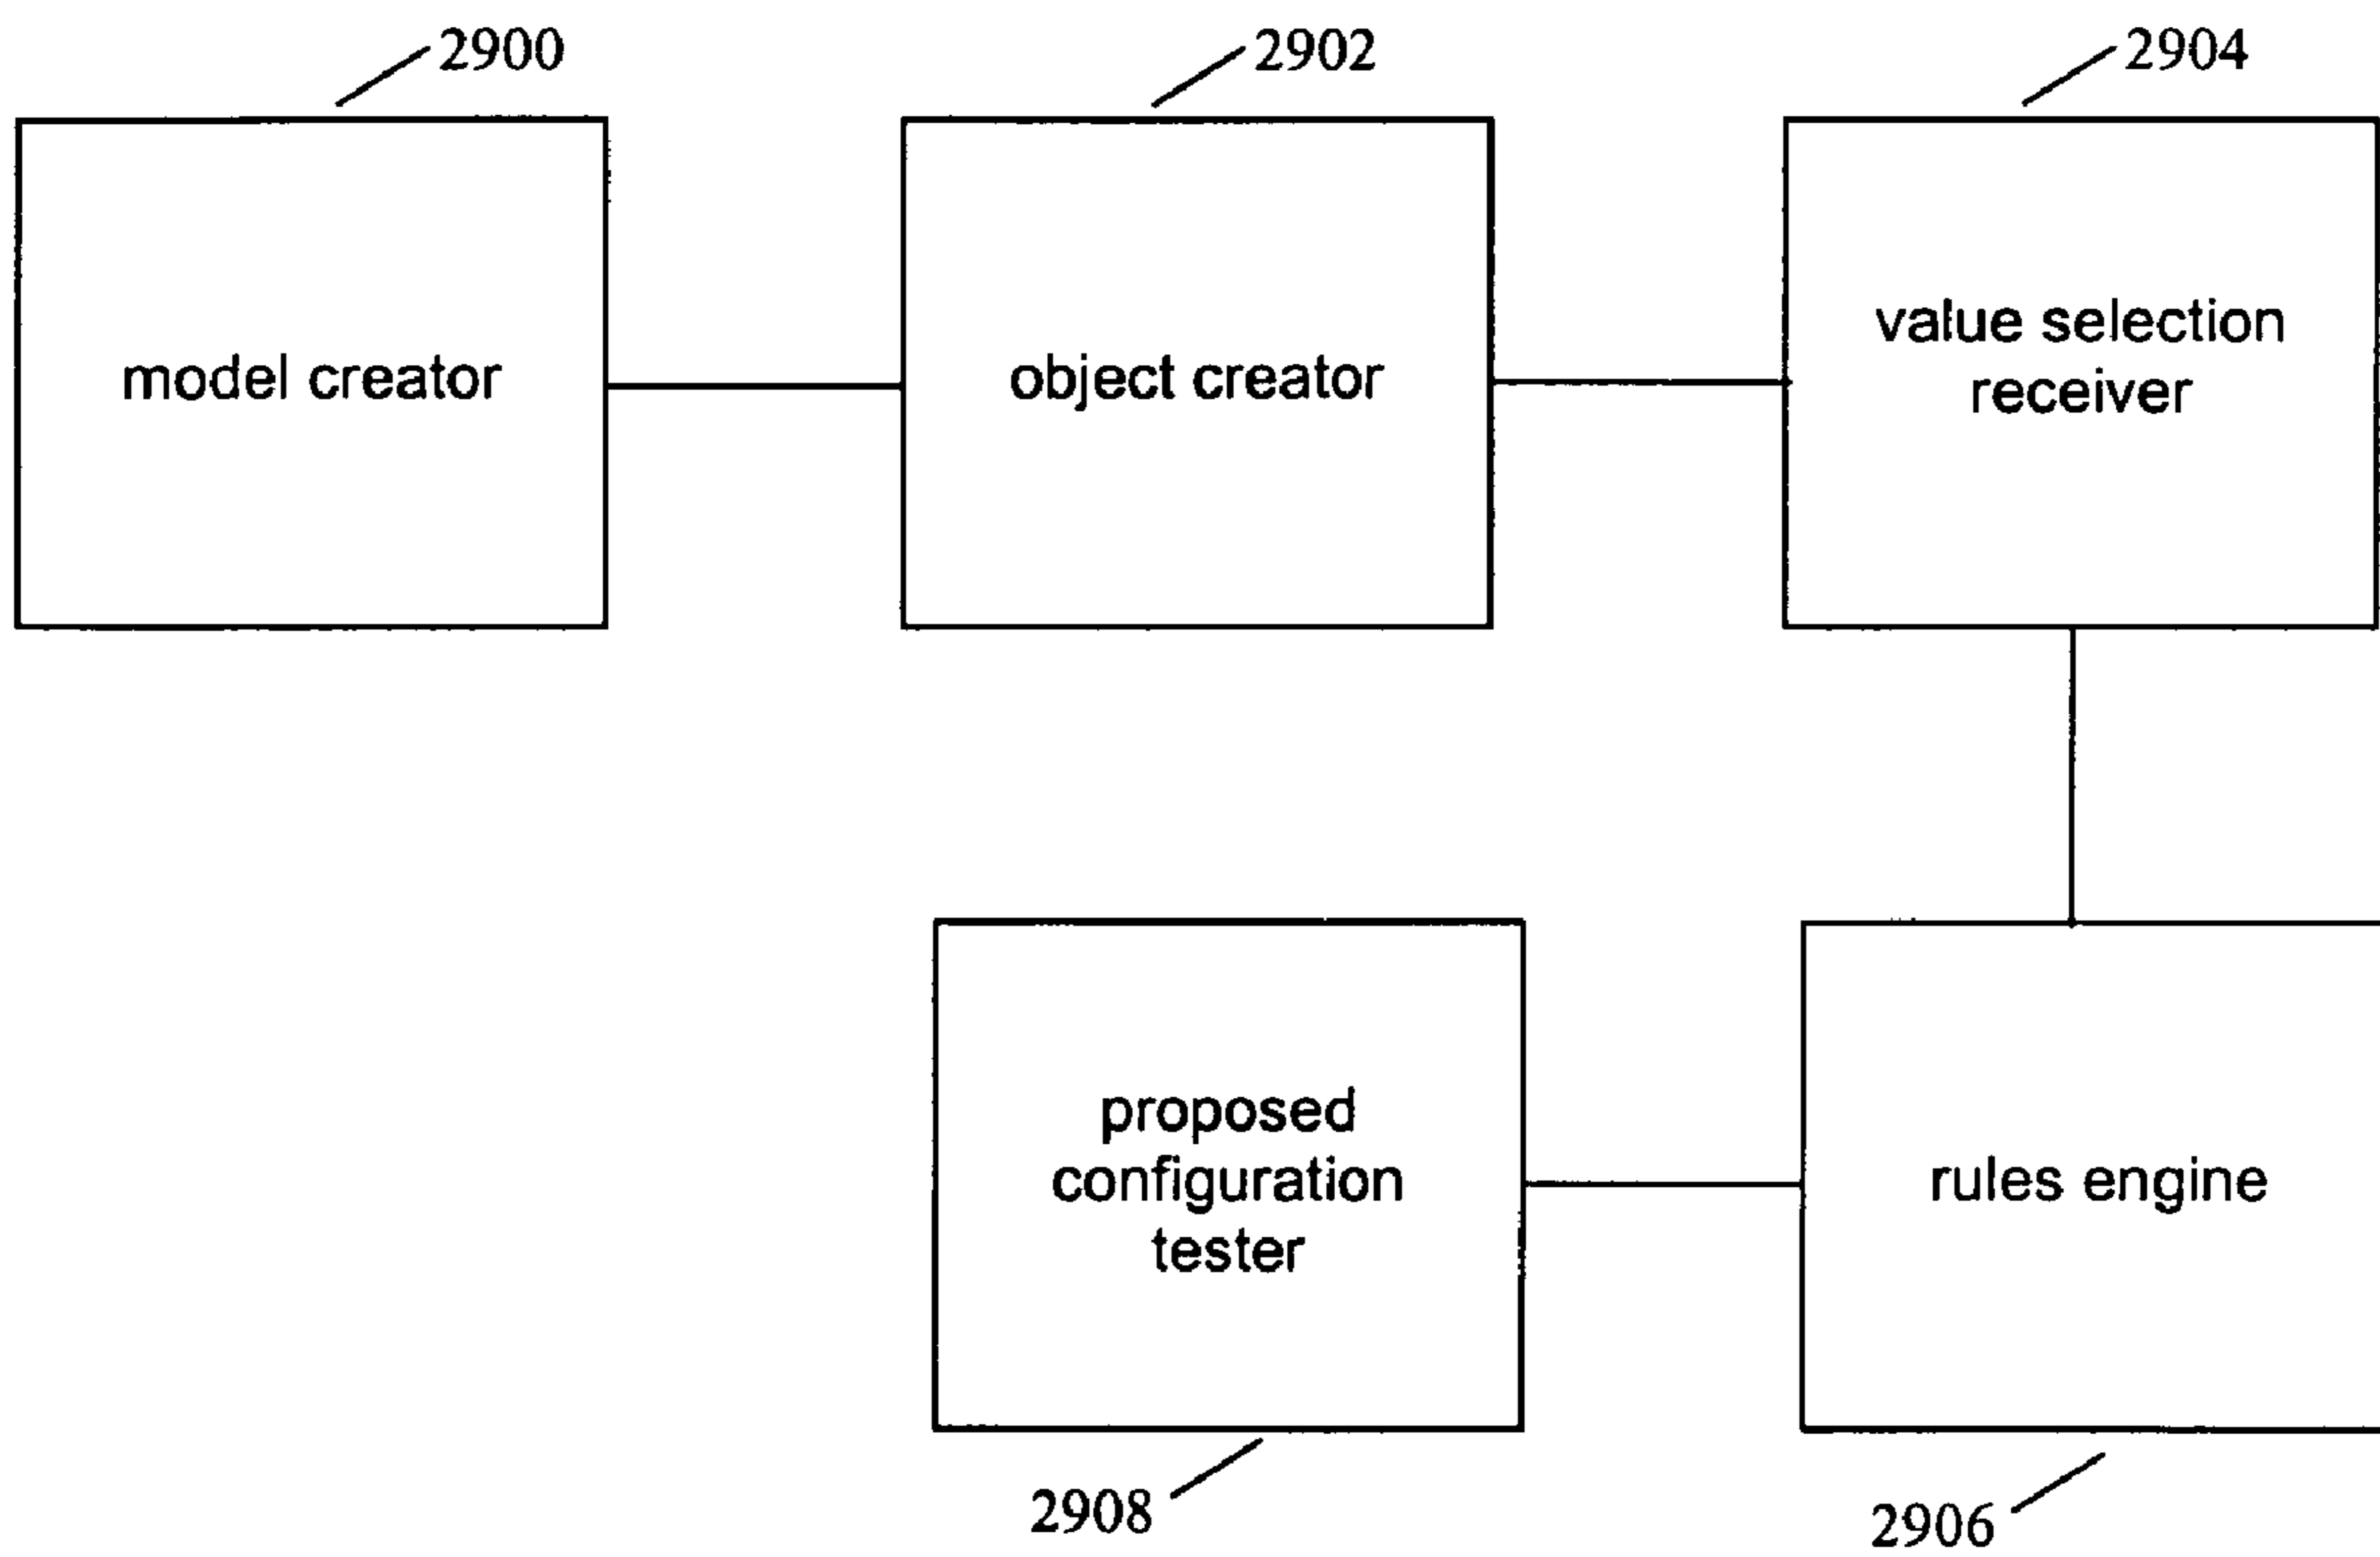 2900
2902
2904
model creator
object creator
value selection
receiver
proposed
configuration
tester
rules engine
2908
2906